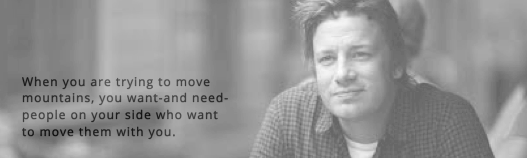 When you are trying to move
mountains, you want-and need-
people on your side who want
to move them with you.